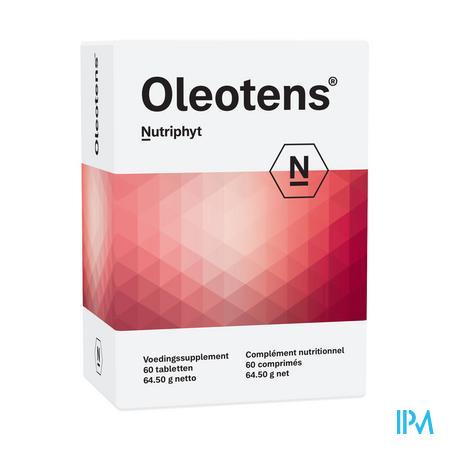 Oleotens®
Nutriphyt
N
Voedingssupplement
60 tabletten
64.50 g netto
Complément nutritionnel
60 comprimés
64.50 g net
Oleotens®
N
IPM